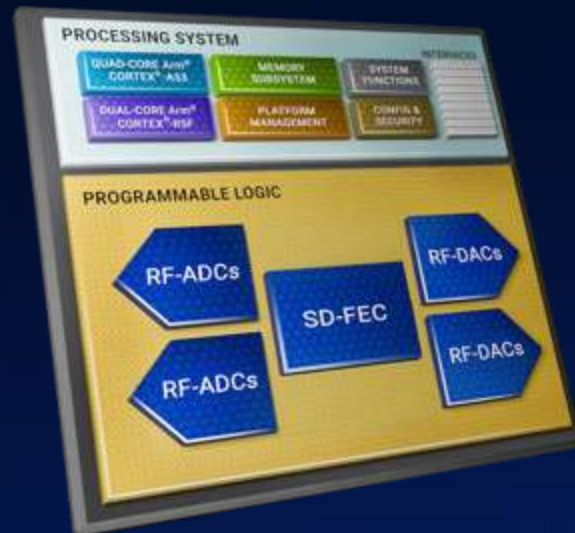 PROCESSING SYSTEM
INTERFACES
QUAD-CORE Arm®
CORTEX®-A53
MEMORY
SUBSYSTEM
SYSTEM
FUNCTIONS
DUAL-CORE Arm®
CORTEX®-R5F
PLATFORM
MANAGEMENT
CONFIG &
SECURITY
PROGRAMMABLE LOGIC
RF-ADCs
SD-FEC
RF-DACs
RF-ADCs
RF-DACs